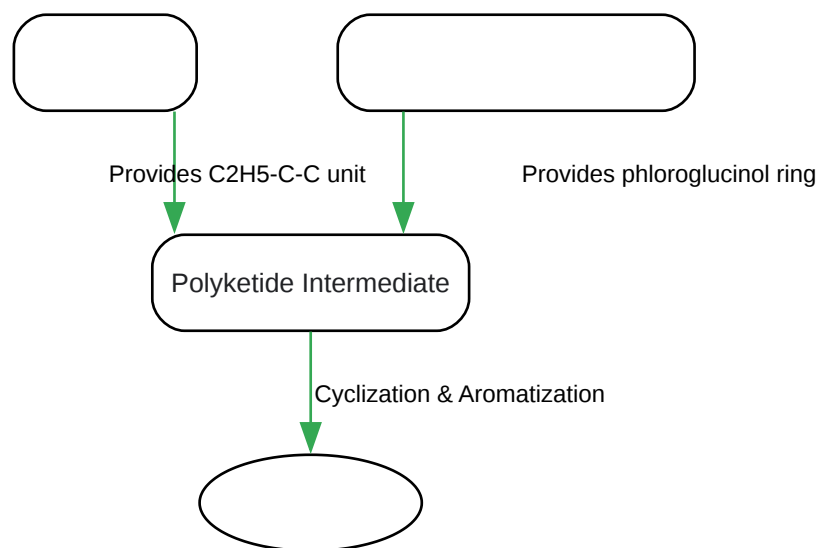 Provides C2H5-C-C unit
Provides phloroglucinol ring
Polyketide Intermediate
Cyclization & Aromatization